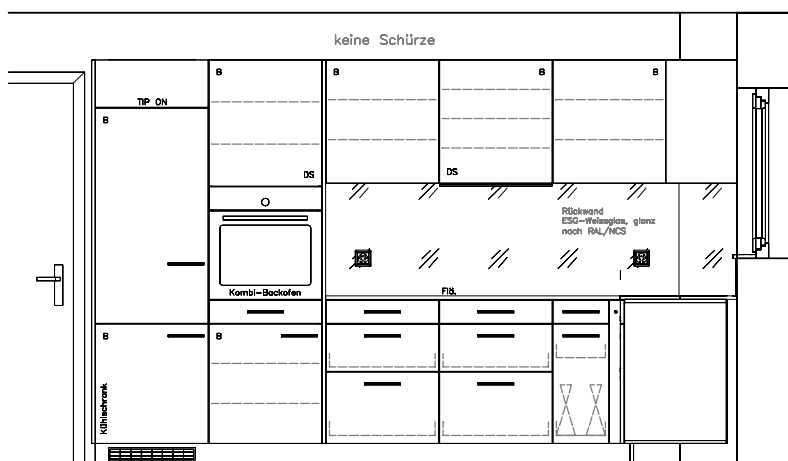 keine Schürze
B
B
B
B
TIP ON
B
DS
DS
Rückwand
ESG-Weissglas, glanz
nach RAL/NCS
Kombi-Backofen
Flä.
B
B
Kühlschrank